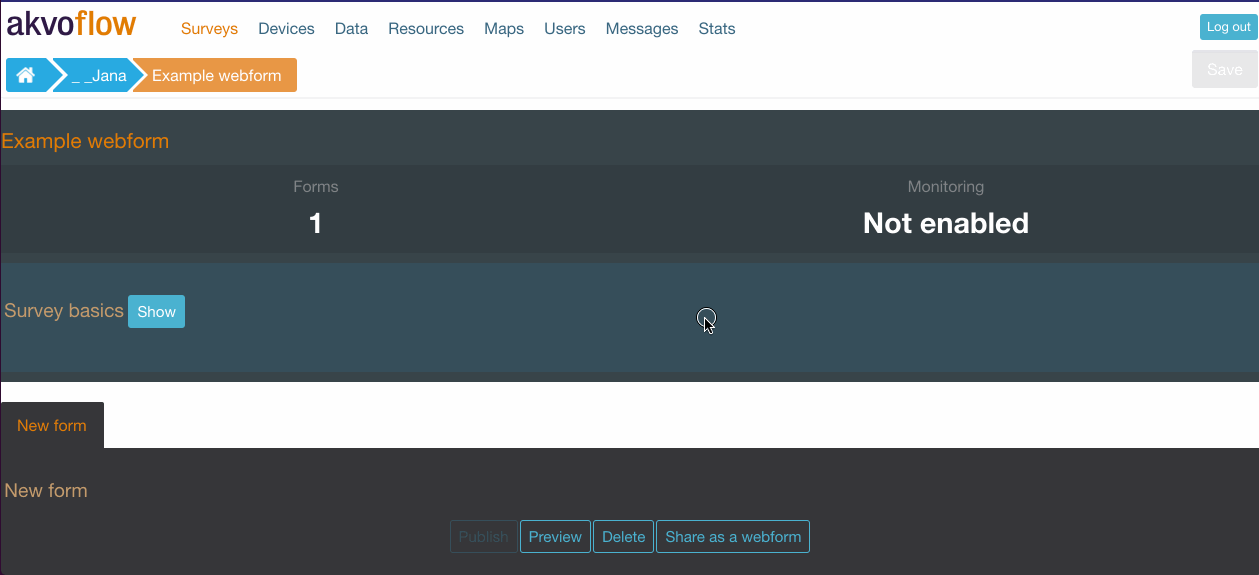 akvoflow
Surveys Devices Data Resources Maps Users Messages Stats
Log out
_ _Jana Example webform
Save
Example webform
Forms Monitoring
1 Not enabled
Survey basics Show
New form
New form
Publish Preview Delete Share as a webform